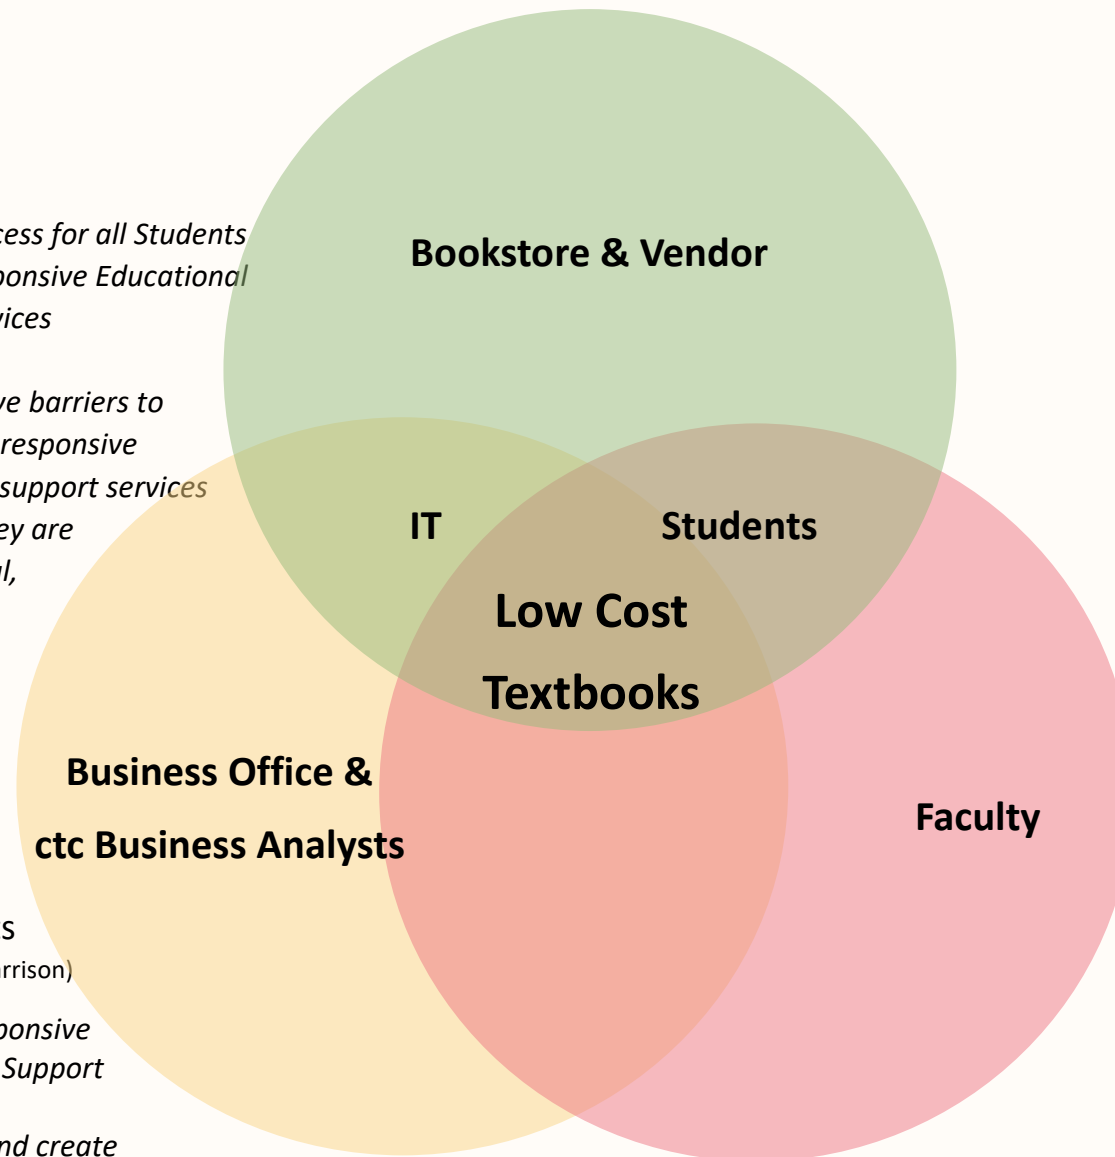 cess for all Students
ponsive Educational
vices
ve barriers to
responsive
support services
ey are
l,
Bookstore & Vendor
IT
Students
Low Cost
Textbooks
Business Office &
ctc Business Analysts
Faculty
s
rrison)
ponsive
Support
nd create